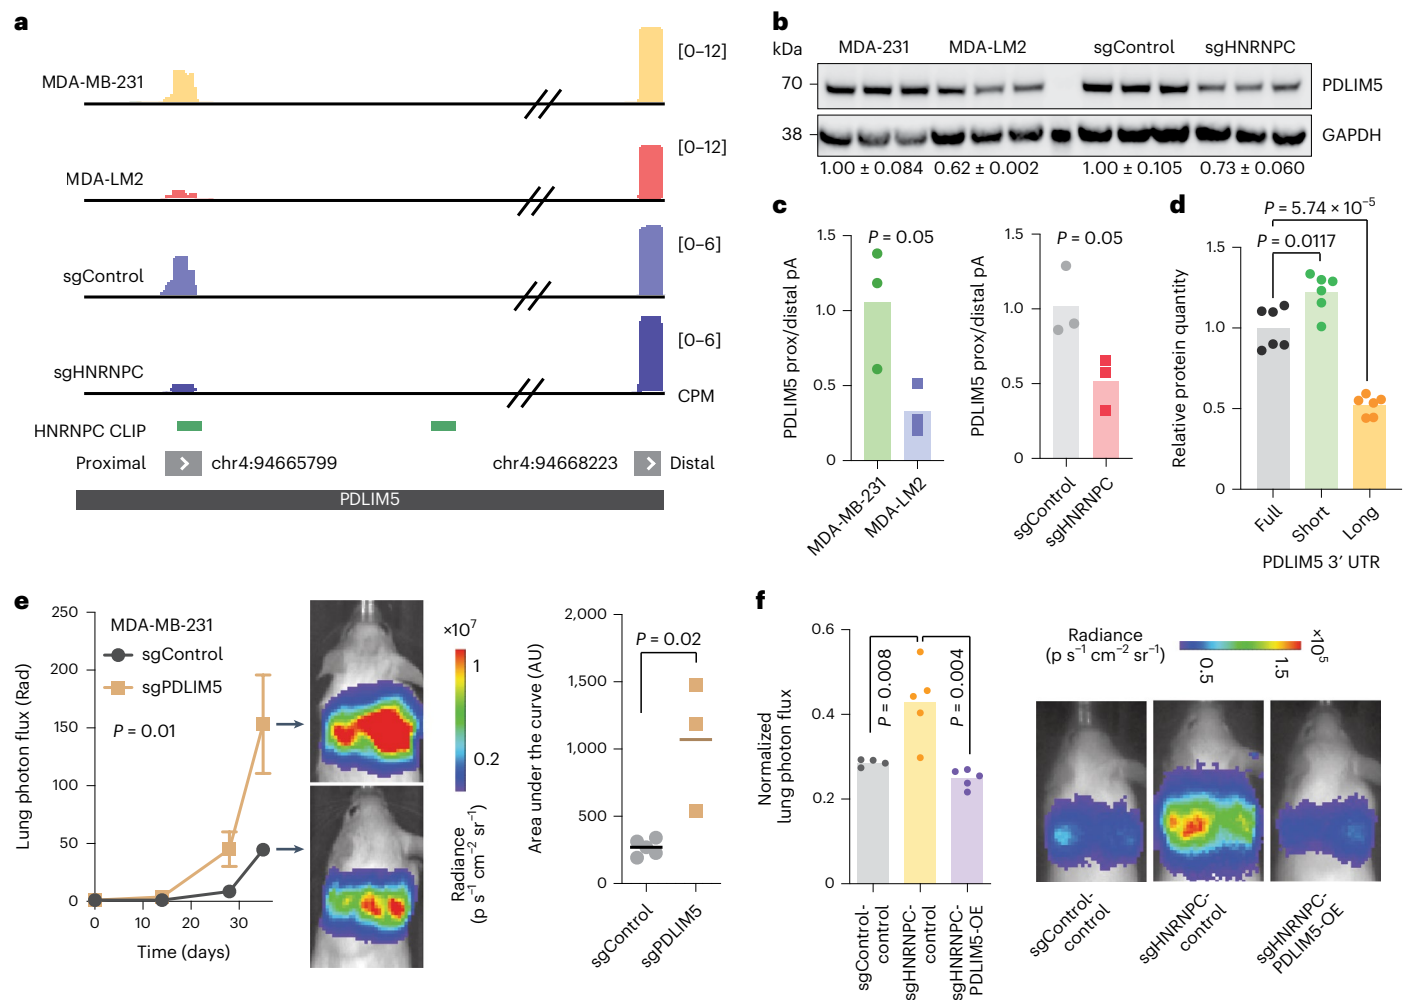 a
MDA-MB-231
[0–12]
MDA-LM2
[0–12]
sgControl
[0–6]
sgHNRNPC
[0–6]
CPM
HNRNPC CLIP
Proximal
chr4:94665799
chr4:94668223
Distal
PDLIM5
b
kDa
MDA-231
MDA-LM2
sgControl
sgHNRNPC
70
PDLIM5
38
GAPDH
1.00 ± 0.084
0.62 ± 0.002
1.00 ± 0.105
0.73 ± 0.060
c
PDLIM5 prox/distal pA
1.5
1.0
0.5
0
P = 0.05
MDA-MB-231
MDA-LM2
PDLIM5 prox/distal pA
1.5
1.0
0.5
0
P = 0.05
sgControl
sgHNRNPC
d
P = 5.74 × 10⁻⁵
P = 0.0117
Relative protein quantity
1.5
1.0
0.5
0
Full
Short
Long
PDLIM5 3′ UTR
e
Lung photon flux (Rad)
250
200
150
100
50
0
MDA-MB-231
sgControl
sgPDLIM5
P = 0.01
0
10
20
30
Time (days)
×10⁷
1
0.2
Radiance
(p s⁻¹ cm⁻² sr⁻¹)
Area under the curve (AU)
2,000
1,500
1,000
500
0
P = 0.02
sgControl
sgPDLIM5
f
Normalized
lung photon flux
0.6
0.4
0.2
0
P = 0.008
P = 0.004
sgControl-
control
sgHNRNPC-
control
sgHNRNPC-
PDLIM5-OE
Radiance
(p s⁻¹ cm⁻² sr⁻¹)
0.5
1.5
×10⁵
sgControl-
control
sgHNRNPC-
control
sgHNRNPC-
PDLIM5-OE